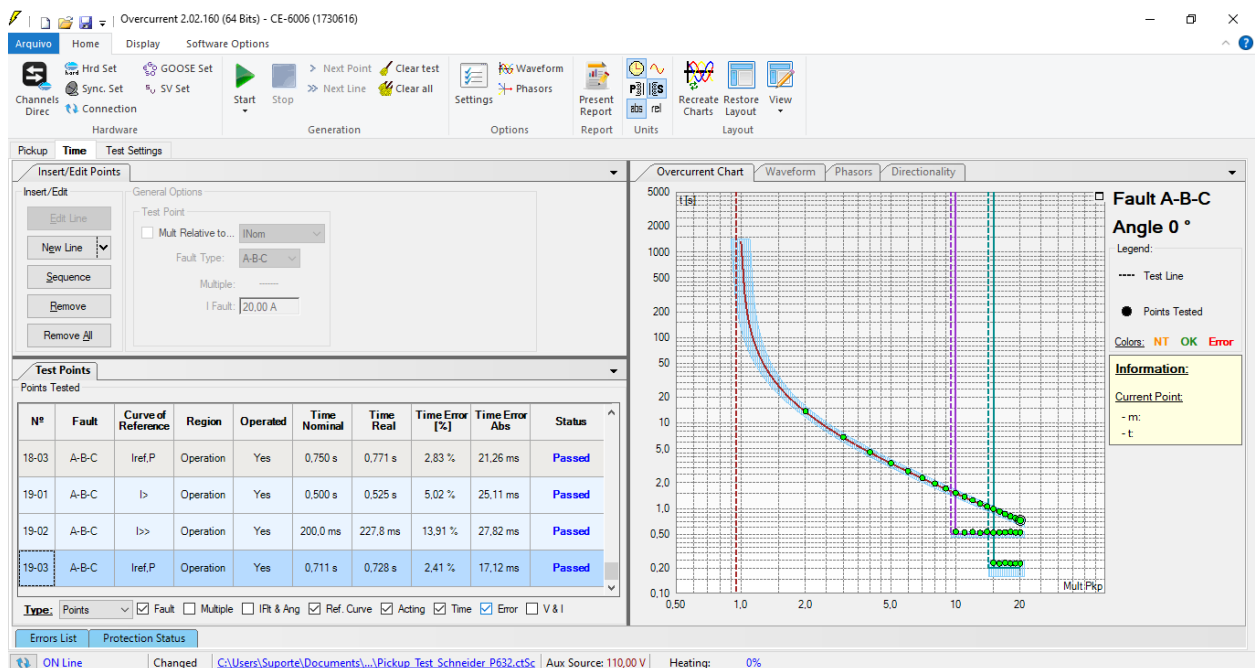 Overcurrent 2.02.160 (64 Bits) - CE-6006 (1730616)
Arquivo Home Display Software Options
Hrd Set GOOSE Set Next Point Clear test Waveform
Sync. Set SV Set Next Line Clear all Phasors
Channels Direc Connection Start Stop Settings Present Report abs rel Recreate Charts Restore Layout View
Hardware Generation Options Report Units Layout
Pickup Time Test Settings
Insert/Edit Points
Insert/Edit General Options
Edit Line Test Point
New Line Mult Relative to... INom
Sequence Fault Type: A-B-C
Multiple: ----
Remove I Fault: 20,00 A
Remove All
Test Points
Points Tested
Nº Fault Curve of Reference Region Operated Time Nominal Time Real Time Error [%] Time Error Abs Status
18-03 A-B-C Iref,P Operation Yes 0,750 s 0,771 s 2,83 % 21,26 ms Passed
19-01 A-B-C I> Operation Yes 0,500 s 0,525 s 5,02 % 25,11 ms Passed
19-02 A-B-C I>> Operation Yes 200,0 ms 227,8 ms 13,91 % 27,82 ms Passed
19-03 A-B-C Iref,P Operation Yes 0,711 s 0,728 s 2,41 % 17,12 ms Passed
Type: Points Fault Multiple IFlt & Ang Ref. Curve Acting Time Error V & I
Overcurrent Chart Waveform Phasors Directionality
5000 t [s]
2000
1000
500
200
100
50
20
10
5,0
2,0
1,0
0,50
0,20
0,10
Mult Pkp
0,50 1,0 2,0 5,0 10 20
Fault A-B-C
Angle 0 °
Legend:
---- Test Line
Points Tested
Colors: NT OK Error
Information:
Current Point:
- m:
- t:
Errors List Protection Status
ON Line Changed C:\Users\Suporte\Documents\...\Pickup_Test_Schneider_P632.ctSc Aux Source: 110,00 V Heating: 0%